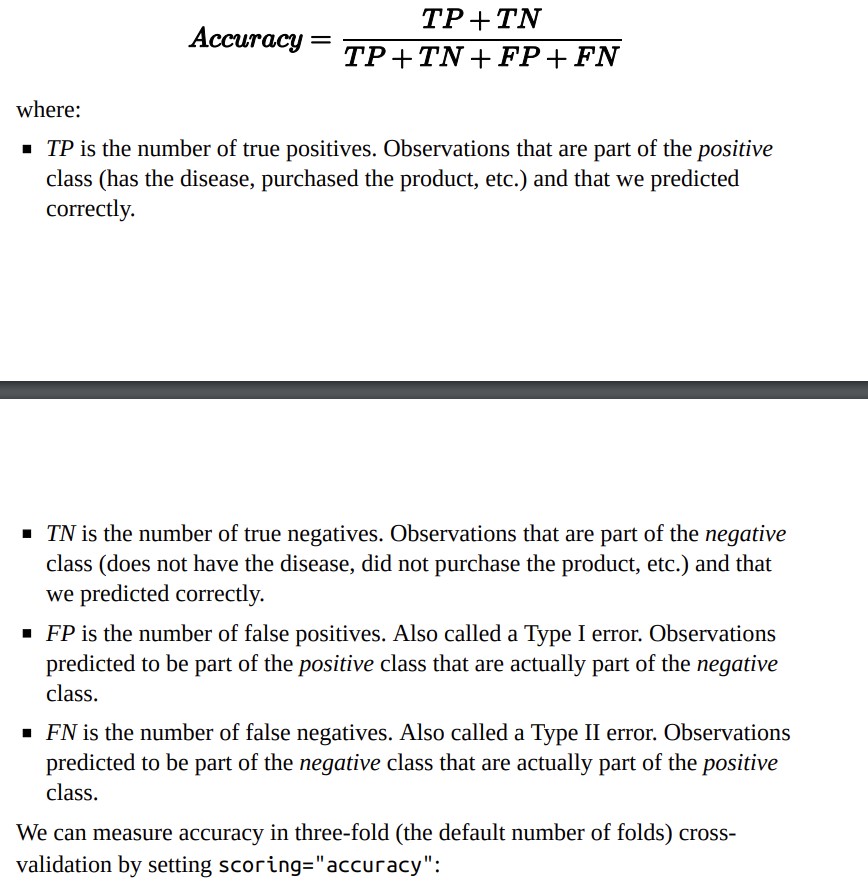 Accuracy = TP + TN / TP + TN + FP + FN
where:
▪ TP is the number of true positives. Observations that are part of the positive
class (has the disease, purchased the product, etc.) and that we predicted
correctly.
▪ TN is the number of true negatives. Observations that are part of the negative
class (does not have the disease, did not purchase the product, etc.) and that
we predicted correctly.
▪ FP is the number of false positives. Also called a Type I error. Observations
predicted to be part of the positive class that are actually part of the negative
class.
▪ FN is the number of false negatives. Also called a Type II error. Observations
predicted to be part of the negative class that are actually part of the positive
class.
We can measure accuracy in three-fold (the default number of folds) cross-
validation by setting scoring="accuracy":